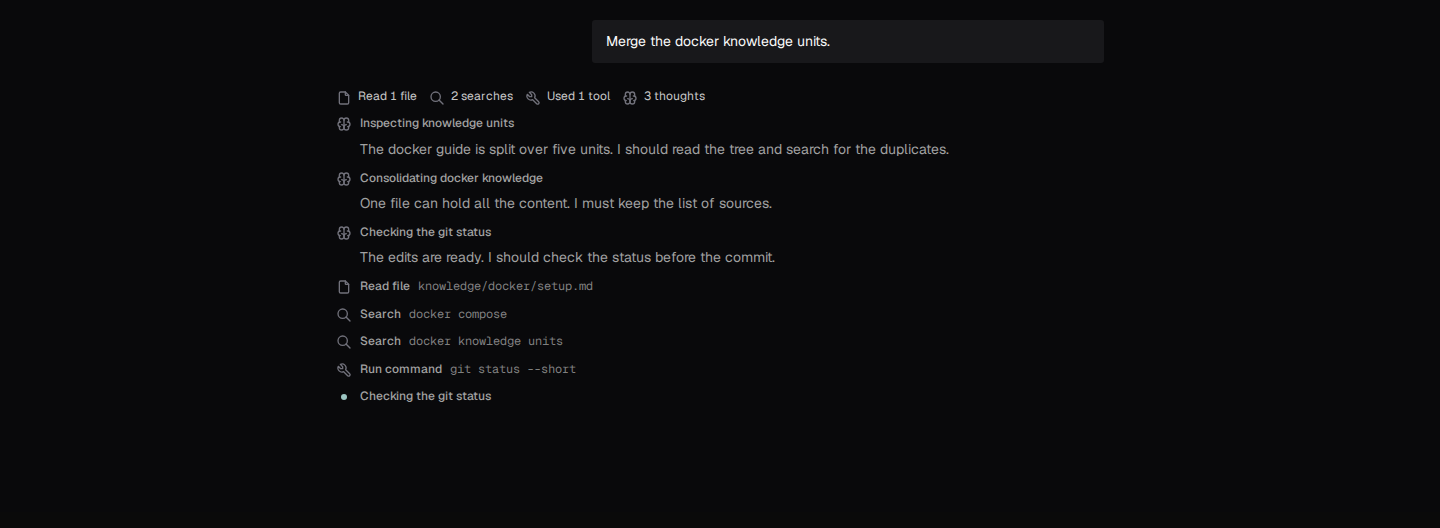 Merge the docker knowledge units.
Read 1 file 2 searches Used 1 tool 3 thoughts
Inspecting knowledge units
The docker guide is split over five units. I should read the tree and search for the duplicates.
Consolidating docker knowledge
One file can hold all the content. I must keep the list of sources.
Checking the git status
The edits are ready. I should check the status before the commit.
Read file knowledge/docker/setup.md
Search docker compose
Search docker knowledge units
Run command git status --short
Checking the git status